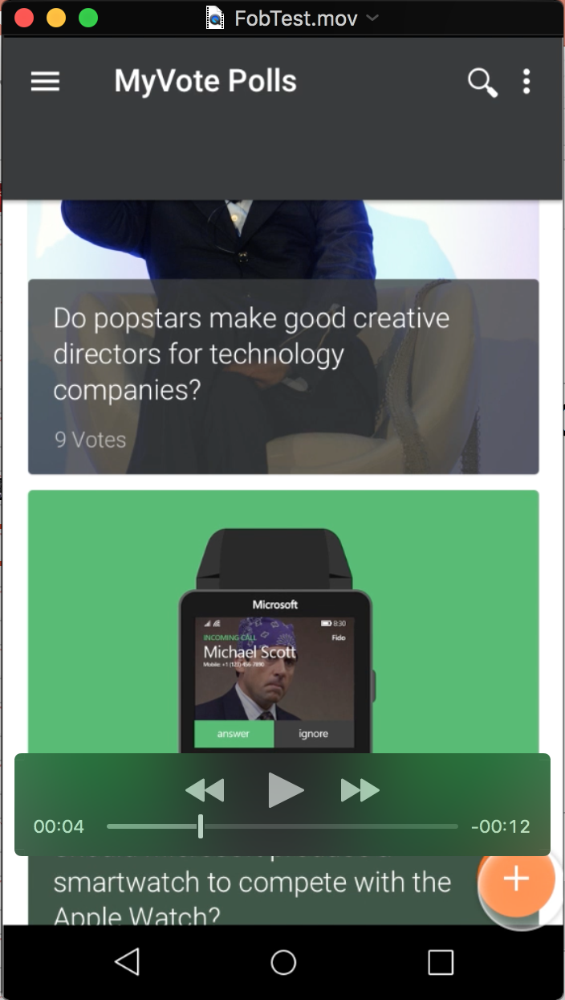 FobTest.mov
MyVote Polls
Do popstars make good creative
directors for technology
companies?
9 Votes
Microsoft
8:30
INCOMING CALL
Fido
Michael Scott
Mobile: +1 (123) 456-7890
answer
ignore
00:04
-00:12
smartwatch to compete with the
Apple Watch?